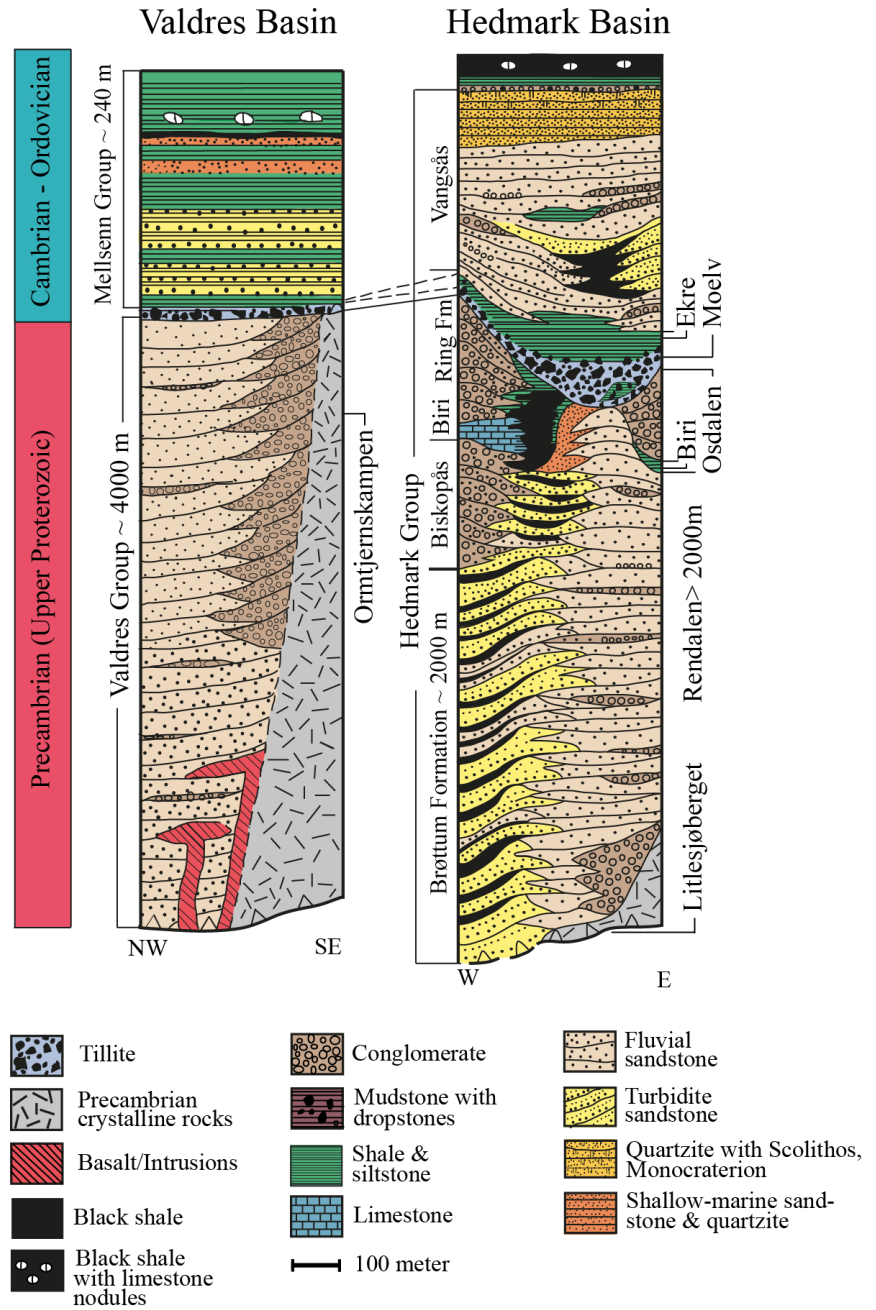 Valdres Basin
Hedmark Basin
Cambrian - Ordovician
Precambrian (Upper Proterozoic)
Mellsenn Group ~ 240 m
Valdres Group ~ 4000 m
Ormtjernskampen
NW
SE
Hedmark Group
Vangsås
Ring Fm
Biri
Biskopås
Brøttum Formation ~ 2000 m
Ekre
Moelv
Osdalen
Biri
Rendalen> 2000m
Litlesjøberget
W
E
Tillite
Precambrian
crystalline rocks
Basalt/Intrusions
Black shale
Black shale
with limestone
nodules
Conglomerate
Mudstone with
dropstones
Shale &
siltstone
Limestone
100 meter
Fluvial
sandstone
Turbidite
sandstone
Quartzite with Scolithos,
Monocraterion
Shallow-marine sand-
stone & quartzite